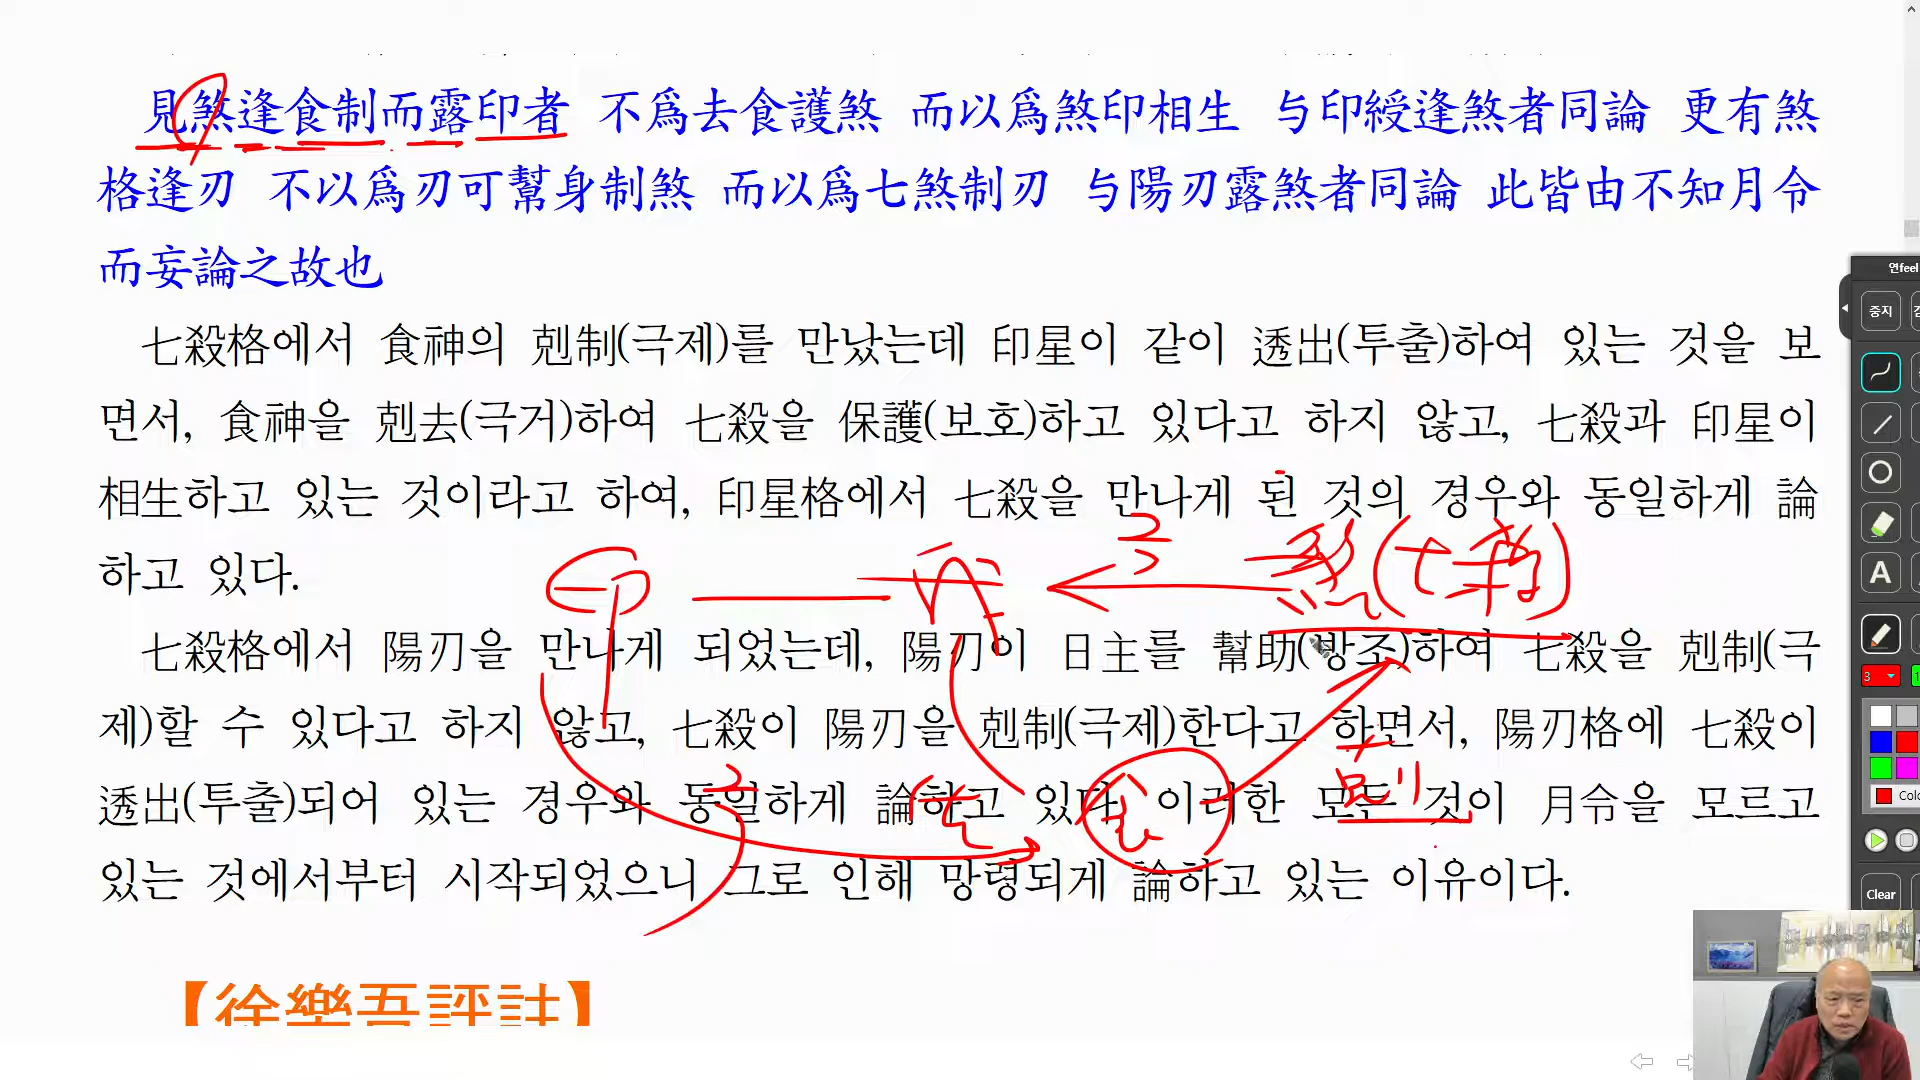 見煞逢食制而露印者 不爲去食護煞 而以爲煞印相生 与印綬逢煞者同論 更有煞
格逢刃 不以爲刃可幫身制煞 而以爲七煞制刃 与陽刃露煞者同論 此皆由不知月令
而妄論之故也
七殺格에서 食神의 剋制(극제)를 만났는데 印星이 같이 透出(투출)하여 있는 것을 보
면서, 食神을 剋去(극거)하여 七殺을 保護(보호)하고 있다고 하지 않고, 七殺과 印星이
相生하고 있는 것이라고 하여, 印星格에서 七殺을 만나게 된 것의 경우와 동일하게 論
하고 있다.
七殺格에서 陽刃을 만나게 되었는데, 陽刃이 日主를 幫助(방조)하여 七殺을 剋制(극
제)할 수 있다고 하지 않고, 七殺이 陽刃을 剋制(극제)한다고 하면서, 陽刃格에 七殺이
透出(투출)되어 있는 경우와 동일하게 論하고 있다. 이러한 모든 것이 月令을 모르고
있는 것에서부터 시작되었으니 그로 인해 망령되게 論하고 있는 이유이다.
【徐樂吾評註】
연feel
중지
A
3
Colo
Clear